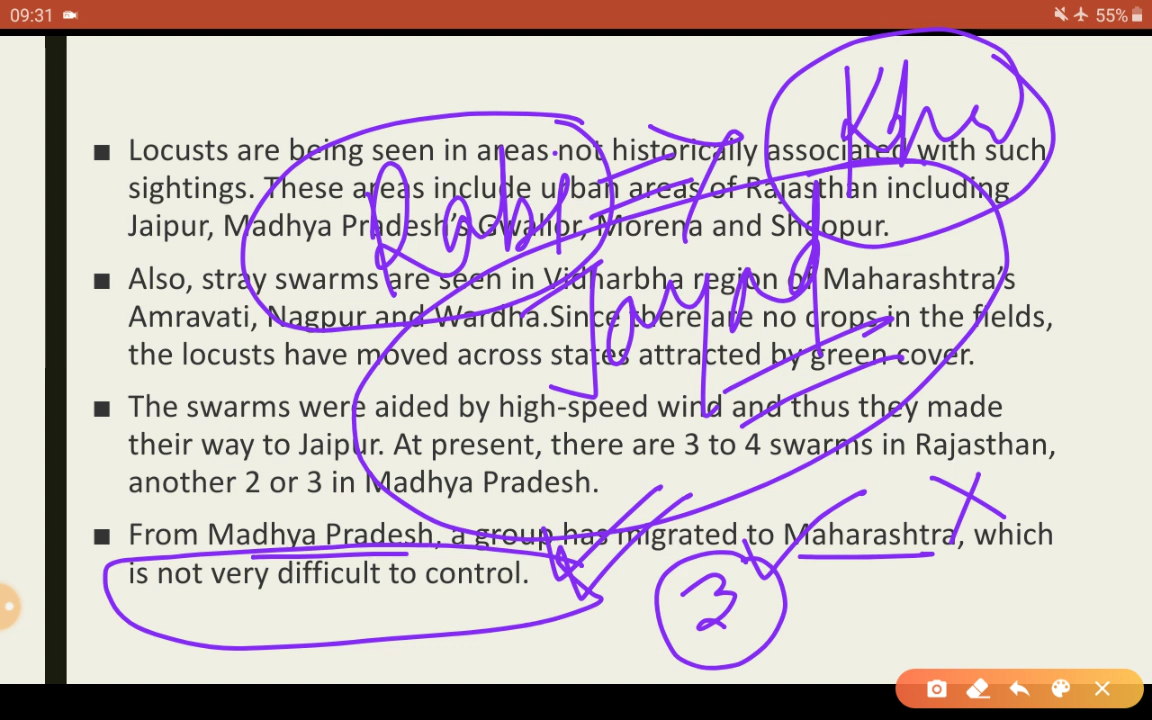 09:31
55%
■ Locusts are being seen in areas not historically associated with such
sightings. These areas include urban areas of Rajasthan including
Jaipur, Madhya Pradesh's Gwalior, Morena and Sheopur.
■ Also, stray swarms are seen in Vidharbha region of Maharashtra's
Amravati, Nagpur and Wardha.Since there are no crops in the fields,
the locusts have moved across states attracted by green cover.
■ The swarms were aided by high-speed wind and thus they made
their way to Jaipur. At present, there are 3 to 4 swarms in Rajasthan,
another 2 or 3 in Madhya Pradesh.
■ From Madhya Pradesh, a group has migrated to Maharashtra, which
is not very difficult to control.
3